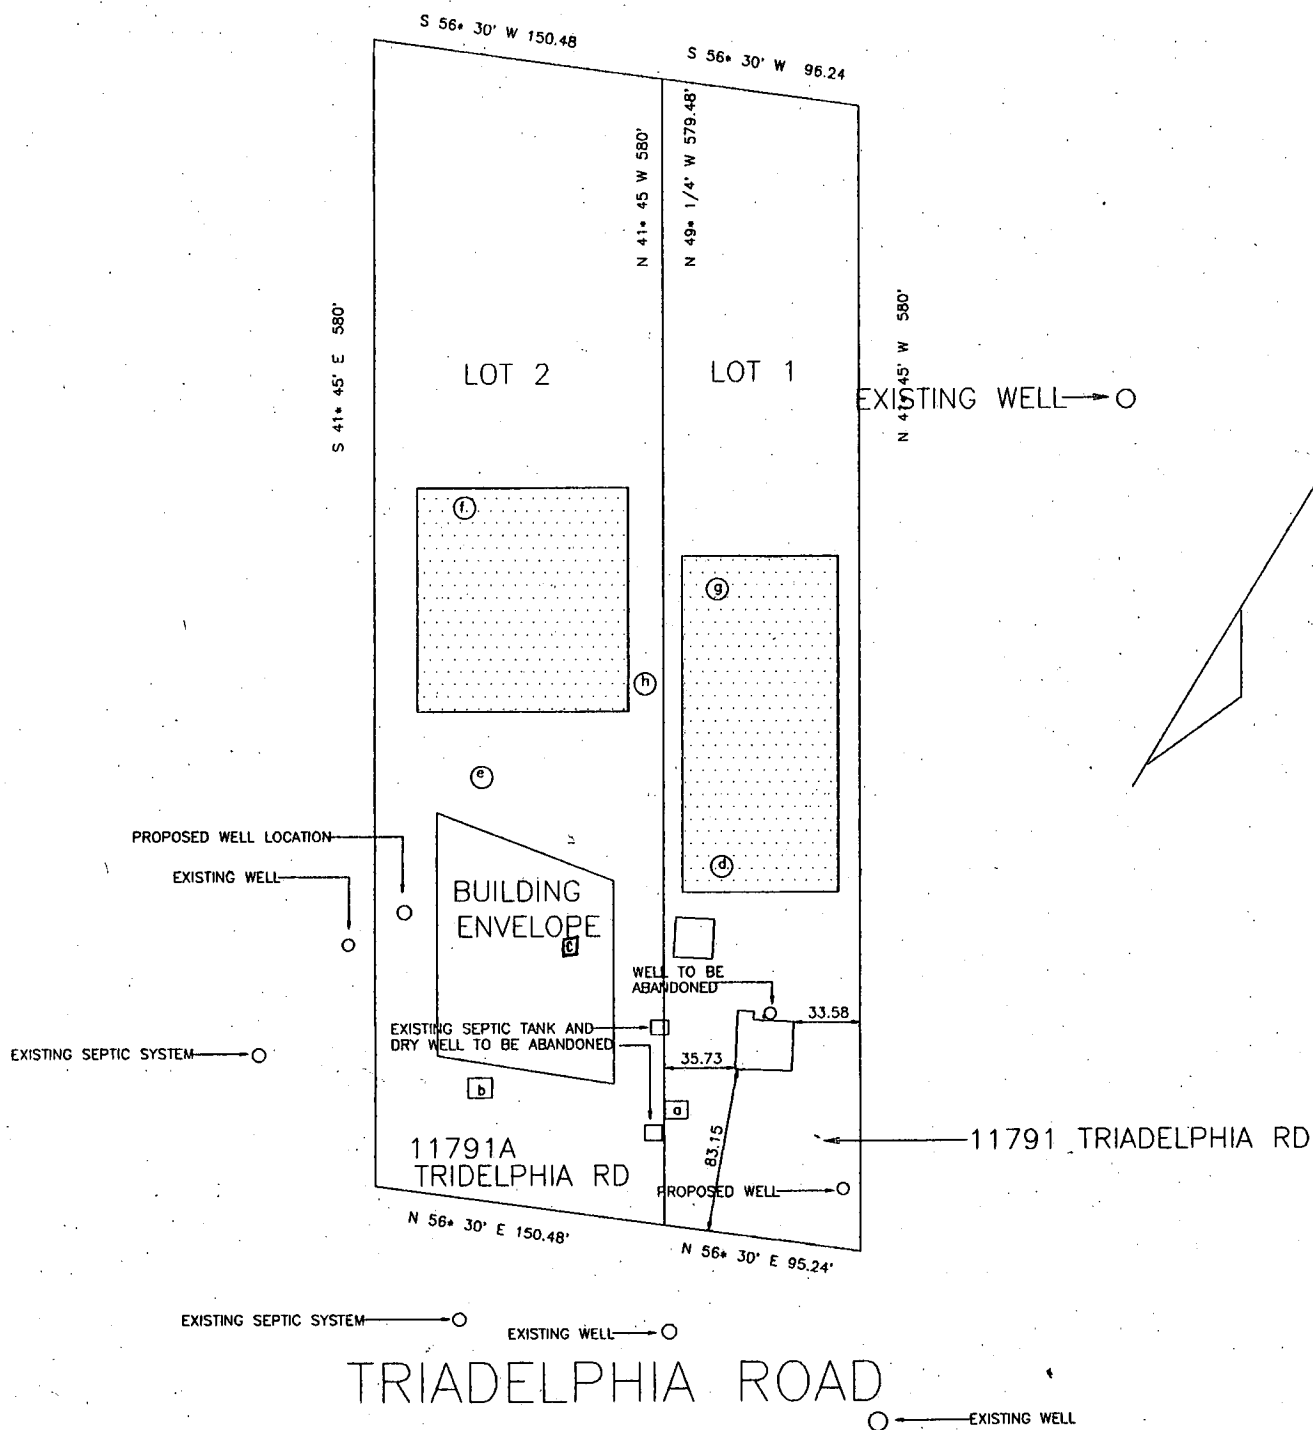 S 56* 30' W 150.48
S 56* 30' W 96.24
N 41* 45 W 580'
N 49* 1/4' W 579.48'
S 41* 45' E 580'
N 41* 45' W 580'
LOT 2
LOT 1
EXISTING WELL
f.
g
h
e
d.
PROPOSED WELL LOCATION
EXISTING WELL
BUILDING
ENVELOPE
C
WELL TO BE
ABANDONED
33.58
EXISTING SEPTIC TANK AND
DRY WELL TO BE ABANDONED
EXISTING SEPTIC SYSTEM
35.73
b
a
83.15
11791A
TRIDELPHIA RD
11791 TRIADELPHIA RD
PROPOSED WELL
N 56* 30' E 150.48'
N 56* 30' E 95.24'
EXISTING SEPTIC SYSTEM
EXISTING WELL
TRIADELPHIA ROAD
EXISTING WELL